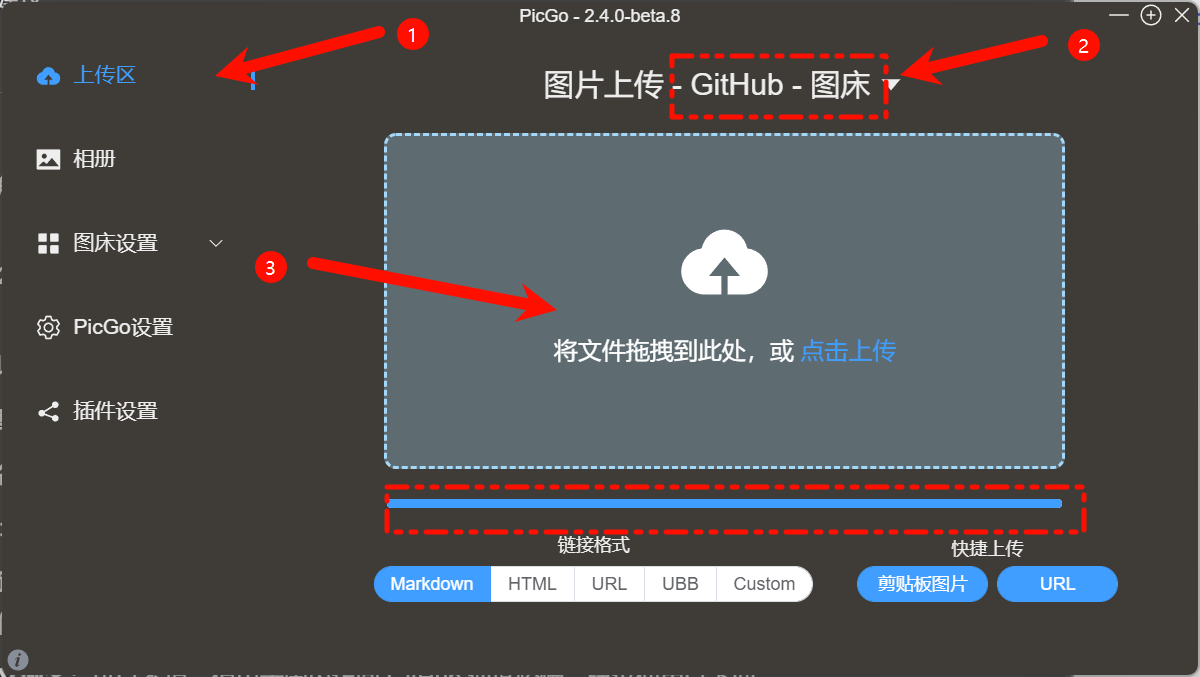 PicGo - 2.4.0-beta.8
1
2
上传区
图片上传 - GitHub - 图床
相册
图床设置
3
PicGo设置
将文件拖拽到此处，或 点击上传
插件设置
链接格式
快捷上传
Markdown HTML URL UBB Custom
剪贴板图片 URL